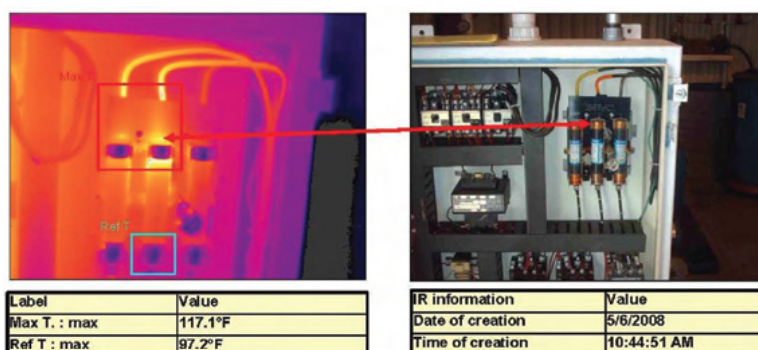 Max T.
Ref T
Label Value
Max T. : max 117.1°F
Ref T : max 97.2°F
IR information Value
Date of creation 5/6/2008
Time of creation 10:44:51 AM